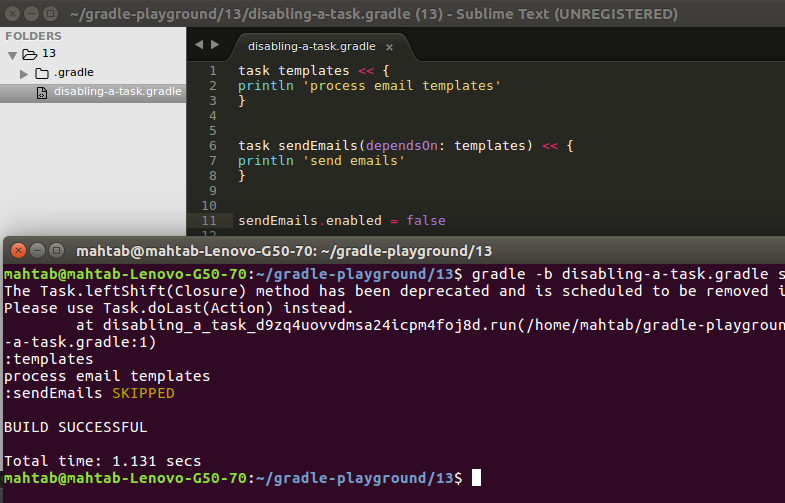 ~/gradle-playground/13/disabling-a-task.gradle (13) - Sublime Text (UNREGISTERED)
FOLDERS
13
.gradle
disabling-a-task.gradle
disabling-a-task.gradle ×
1 task templates << {
2 println 'process email templates'
3 }
4
5
6 task sendEmails(dependsOn: templates) << {
7 println 'send emails'
8 }
9
10
11 sendEmails.enabled = false
12
mahtab@mahtab-Lenovo-G50-70: ~/gradle-playground/13
mahtab@mahtab-Lenovo-G50-70:~/gradle-playground/13$ gradle -b disabling-a-task.gradle s
The Task.leftShift(Closure) method has been deprecated and is scheduled to be removed i
Please use Task.doLast(Action) instead.
at disabling_a_task_d9zq4uovvdmsa24icpm4foj8d.run(/home/mahtab/gradle-playgroun
-a-task.gradle:1)
:templates
process email templates
:sendEmails SKIPPED
BUILD SUCCESSFUL
Total time: 1.131 secs
mahtab@mahtab-Lenovo-G50-70:~/gradle-playground/13$